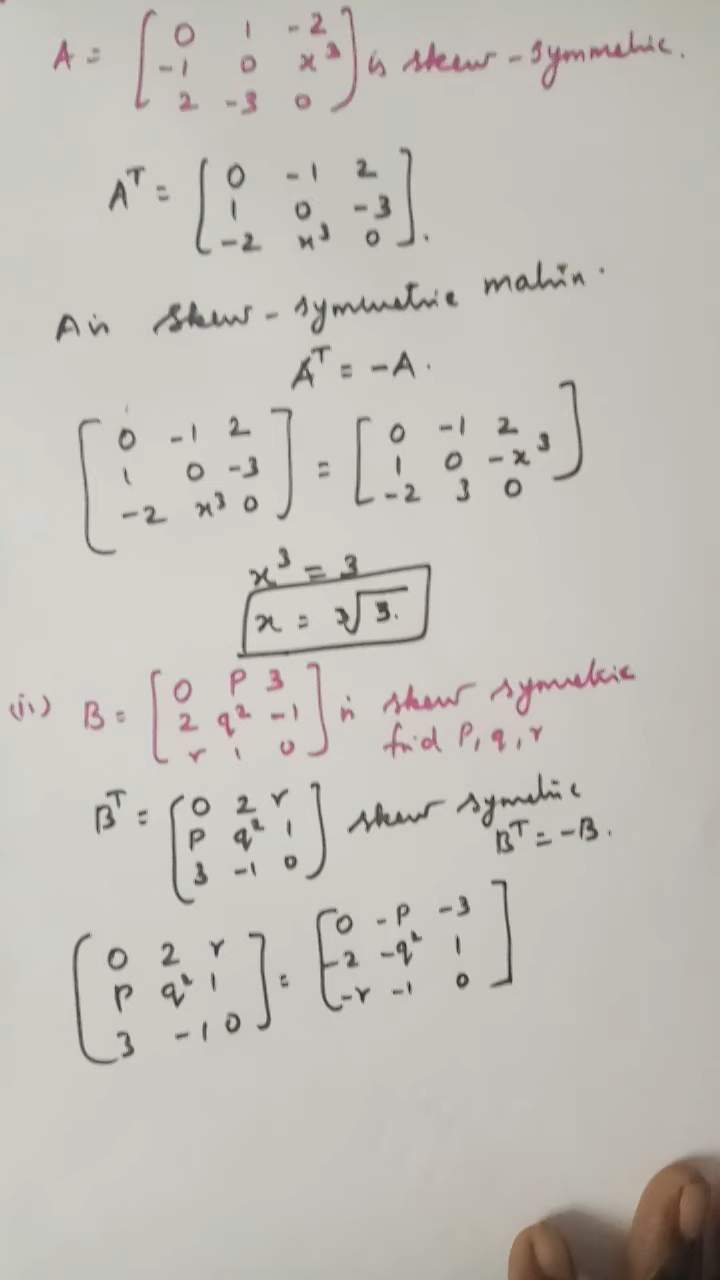 A = [ 0 1 -2 ; -1 0 x³ ; 2 -3 0 ] is skew-symmetric.
Aᵀ = [ 0 -1 2 ; 1 0 -3 ; -2 x³ 0 ].
A is skew-symmetric matrix.
Aᵀ = -A.
[ 0 -1 2 ; 1 0 -3 ; -2 x³ 0 ] = [ 0 -1 2 ; 1 0 -x³ ; -2 3 0 ]
x³ = 3
x = ³√3.
(ii) B = [ 0 P 3 ; 2 q² -1 ; r 1 0 ] is skew symmetric
find P, q, r
Bᵀ = [ 0 2 r ; P q² 1 ; 3 -1 0 ] skew symmetric
Bᵀ = -B.
[ 0 2 r ; P q² 1 ; 3 -1 0 ] = [ 0 -P -3 ; -2 -q² 1 ; -r -1 0 ]